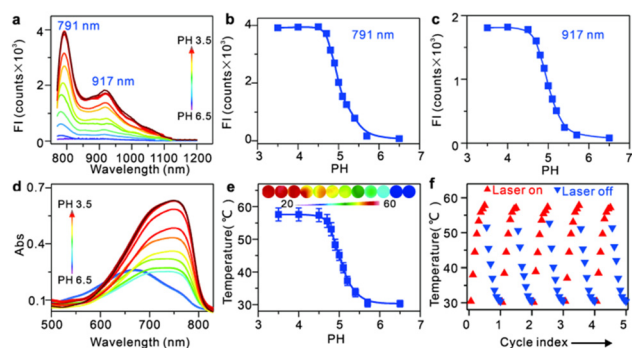 a
791 nm
917 nm
PH 3.5
PH 6.5
FI (counts×10³)
4
2
0
800 900 1000 1100 1200
Wavelength (nm)
b
791 nm
FI (counts×10³)
4
3
2
1
0
3 4 5 6 7
PH
c
917 nm
FI (counts×10³)
2
1
0
3 4 5 6 7
PH
d
PH 3.5
PH 6.5
Abs
0.7
0.4
0.1
500 600 700 800
Wavelength (nm)
e
20 60
Temperature(℃)
60
50
40
30
3 4 5 6 7
PH
f
Laser on Laser off
Temperature(℃)
60
50
40
30
0 1 2 3 4 5
Cycle index